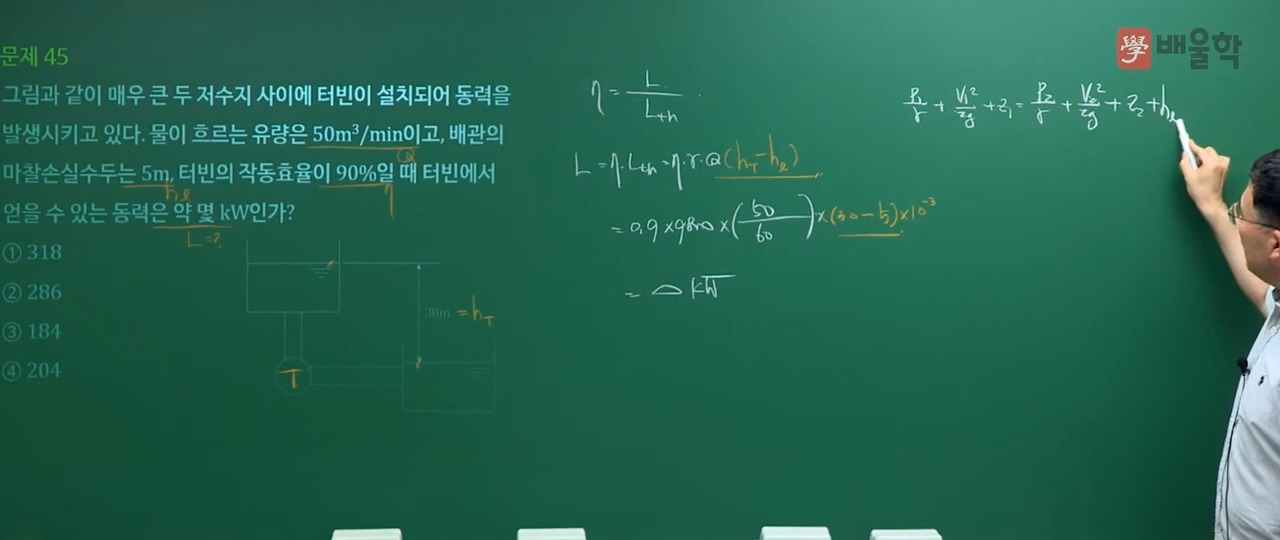 學 배울학
문제 45
그림과 같이 매우 큰 두 저수지 사이에 터빈이 설치되어 동력을
발생시키고 있다. 물이 흐르는 유량은 50m³/min이고, 배관의
Q
마찰손실수두는 5m, 터빈의 작동효율이 90%일 때 터빈에서
hℓ η
얻을 수 있는 동력은 약 몇 kW인가?
L=?
① 318
② 286
③ 184
④ 204
30m = h_T
T
η = L / L_th
L = η·L_th = η·γ·Q(h_T - hℓ)
= 0.9 × 9800 × (50/60) × (30-5) × 10⁻³
= △ kW
P₁/γ + V₁²/2g + z₁ = P₂/γ + V₂²/2g + z₂ + hℓ